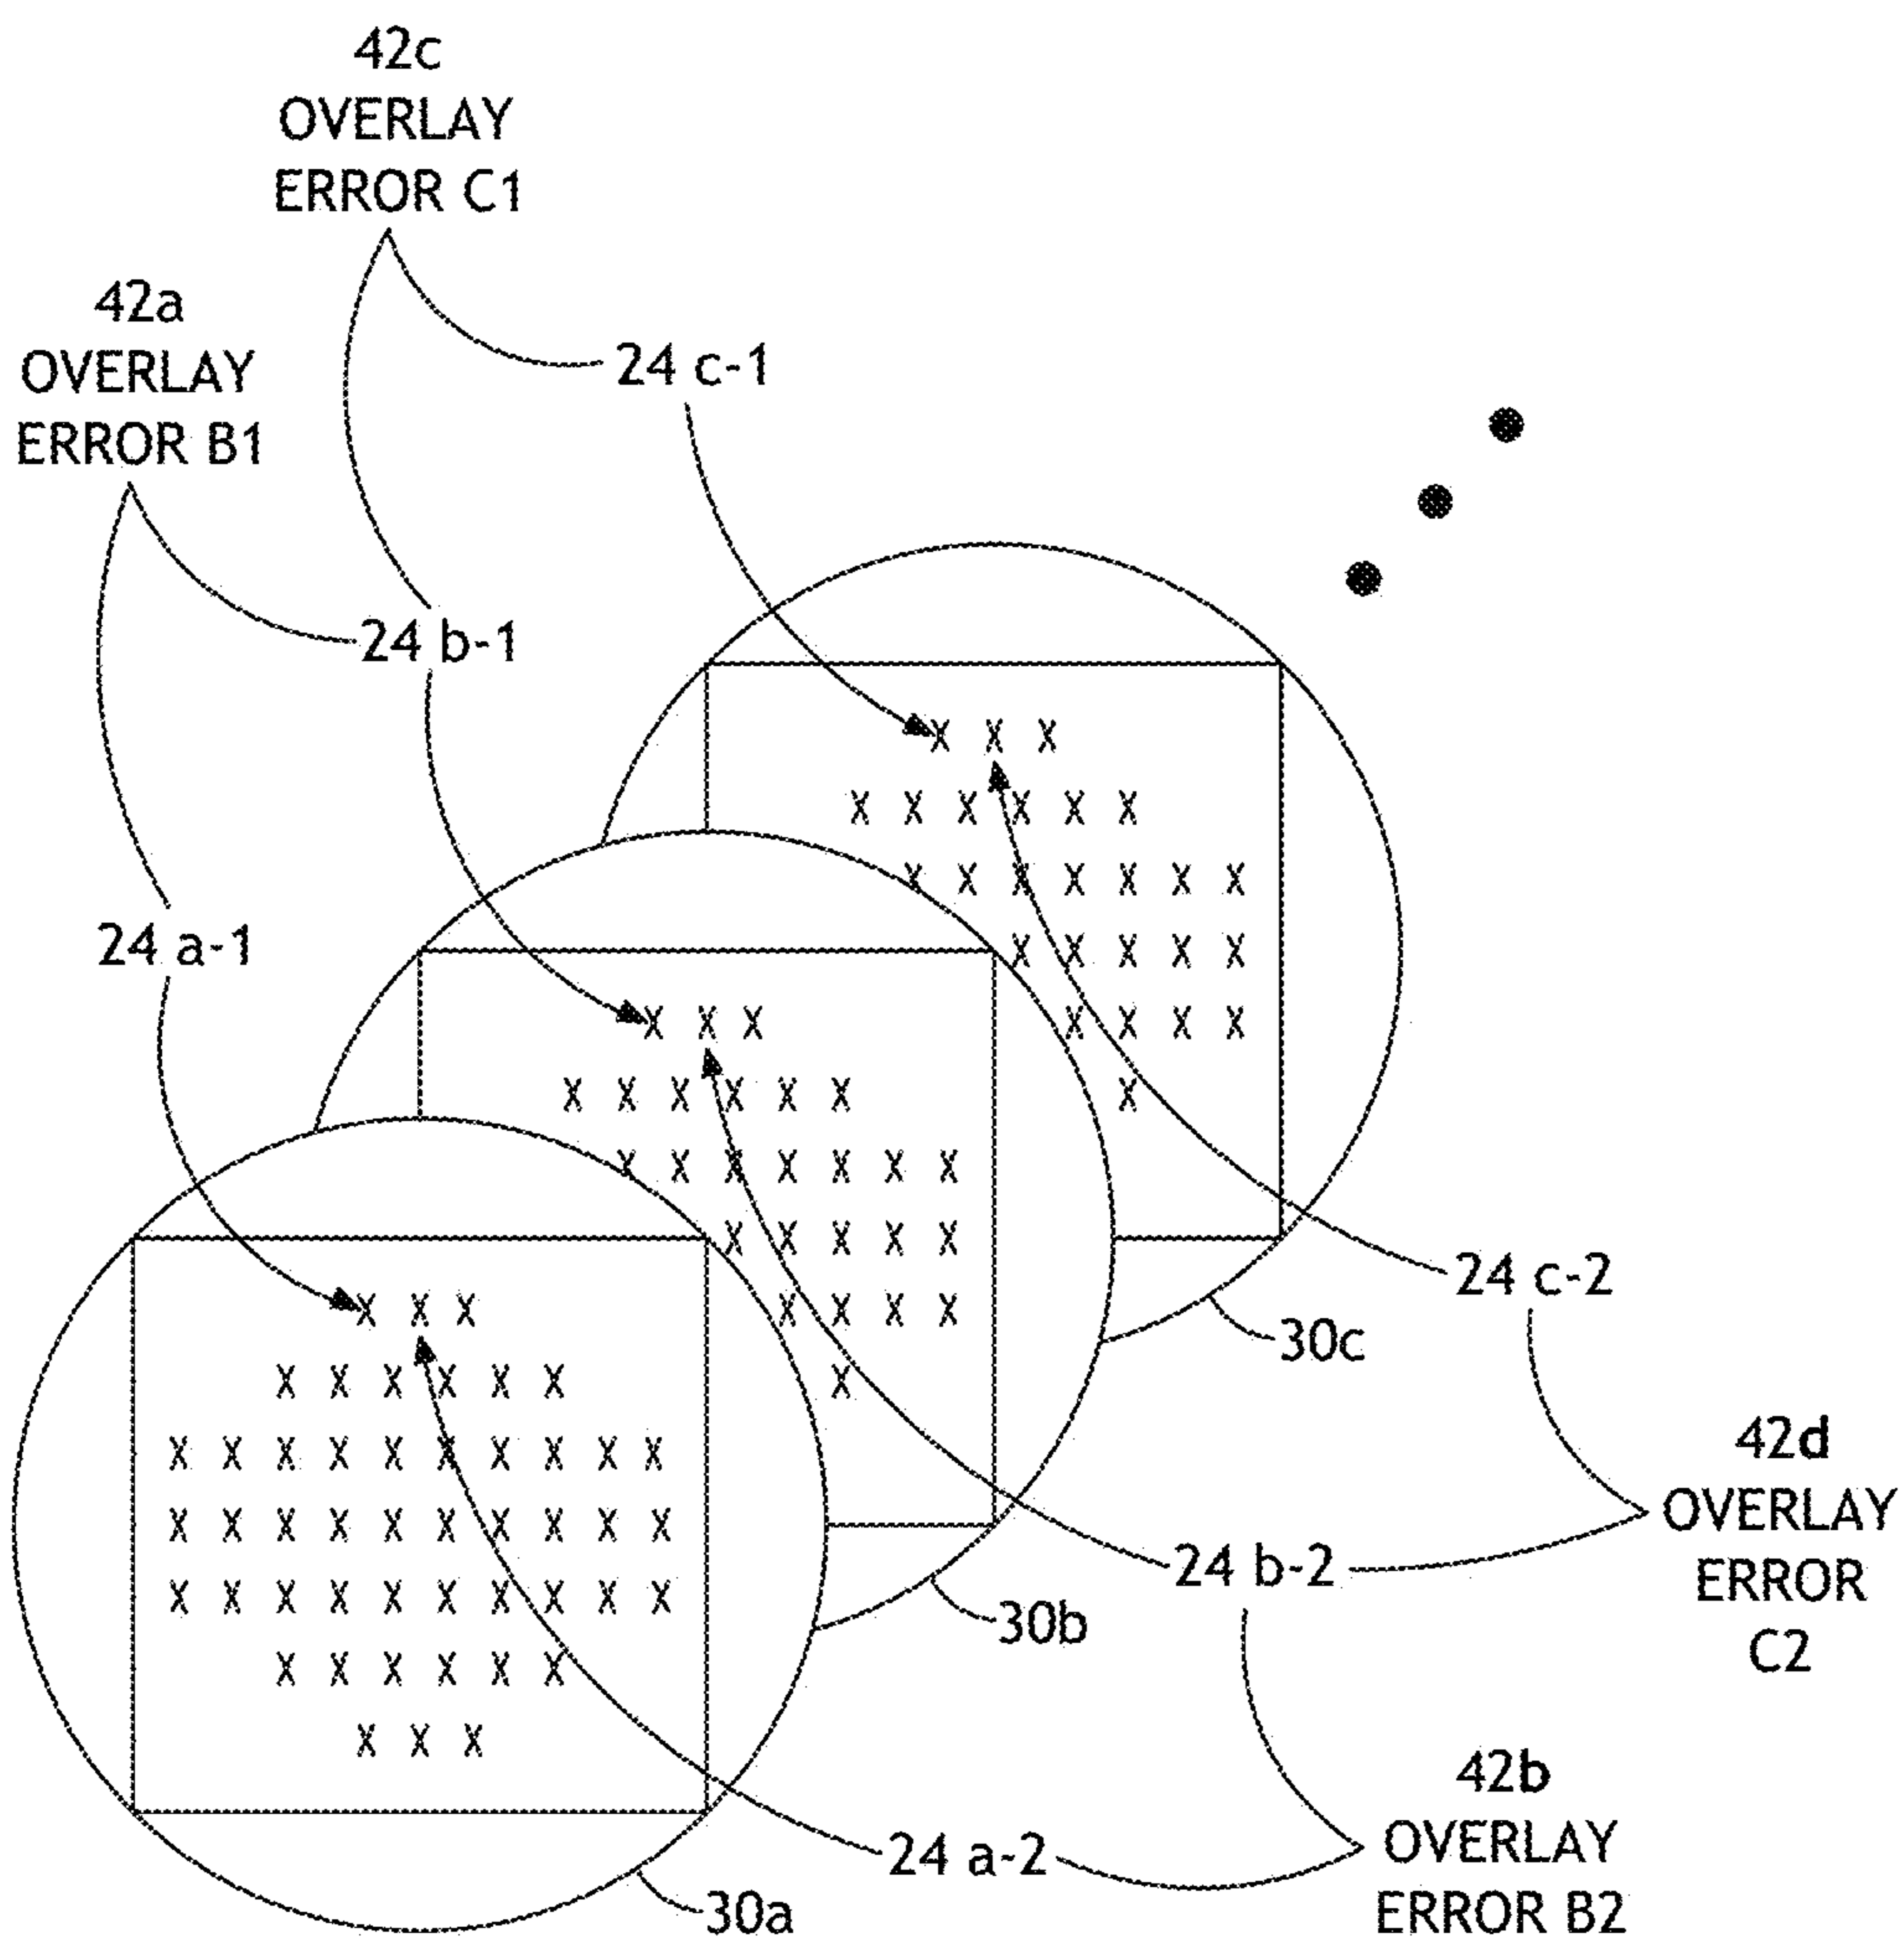 42c
OVERLAY
ERROR C1
42a
OVERLAY
ERROR B1
24 c-1
24 b-1
24 a-1
X X X
X X X X X X
X X X X X X X
X X X X X
X X X X
X
X X X
X X X X X X
X X X X X X X
X X X X X
X X X X
X
X X X
X X X X X X
X X X X X X X X X X
X X X X X X X X X X
X X X X X X X X X X
X X X X X X
X X X
24 c-2
30c
42d
OVERLAY
ERROR
C2
24 b-2
30b
42b
OVERLAY
ERROR B2
24 a-2
30a